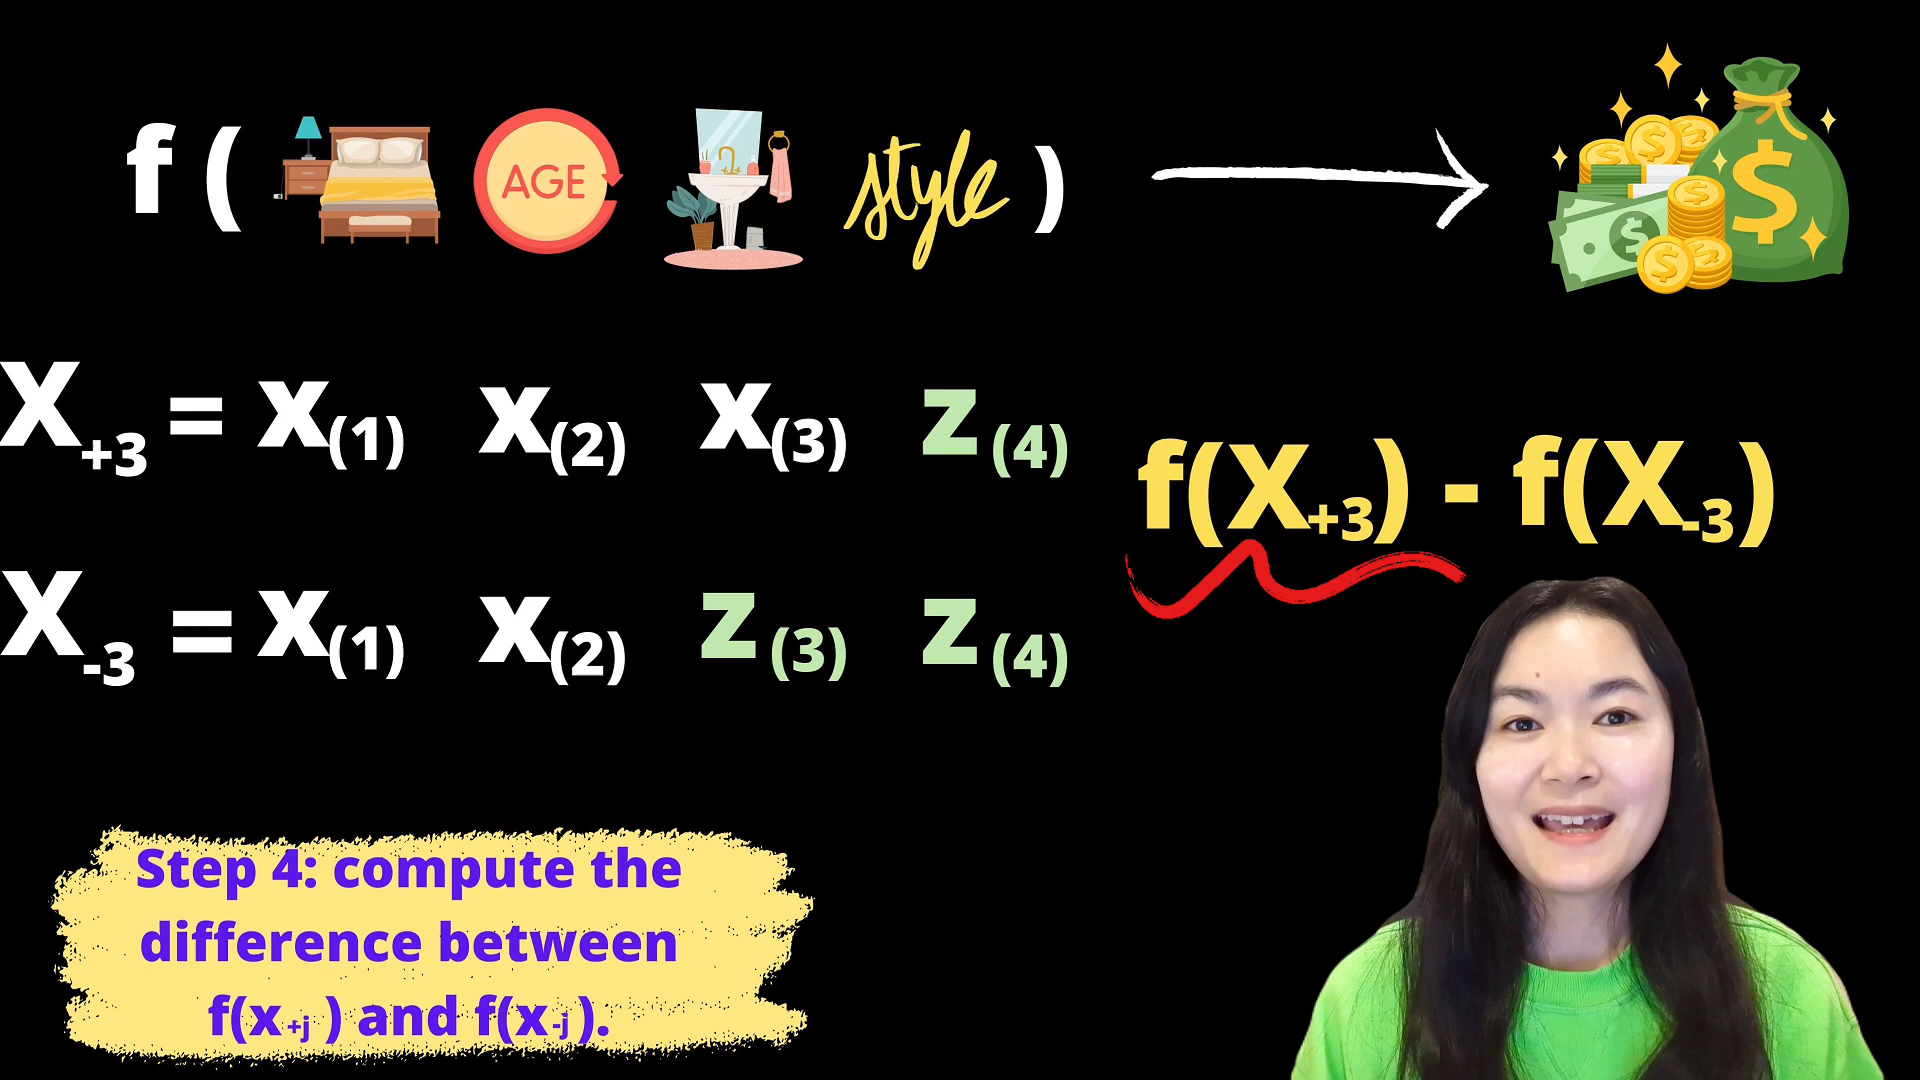 f ( AGE style )
X+3 = x(1) x(2) x(3) z(4)
f(X+3) - f(X-3)
X-3 = x(1) x(2) z(3) z(4)
Step 4: compute the
difference between
f(x+j) and f(x-j).